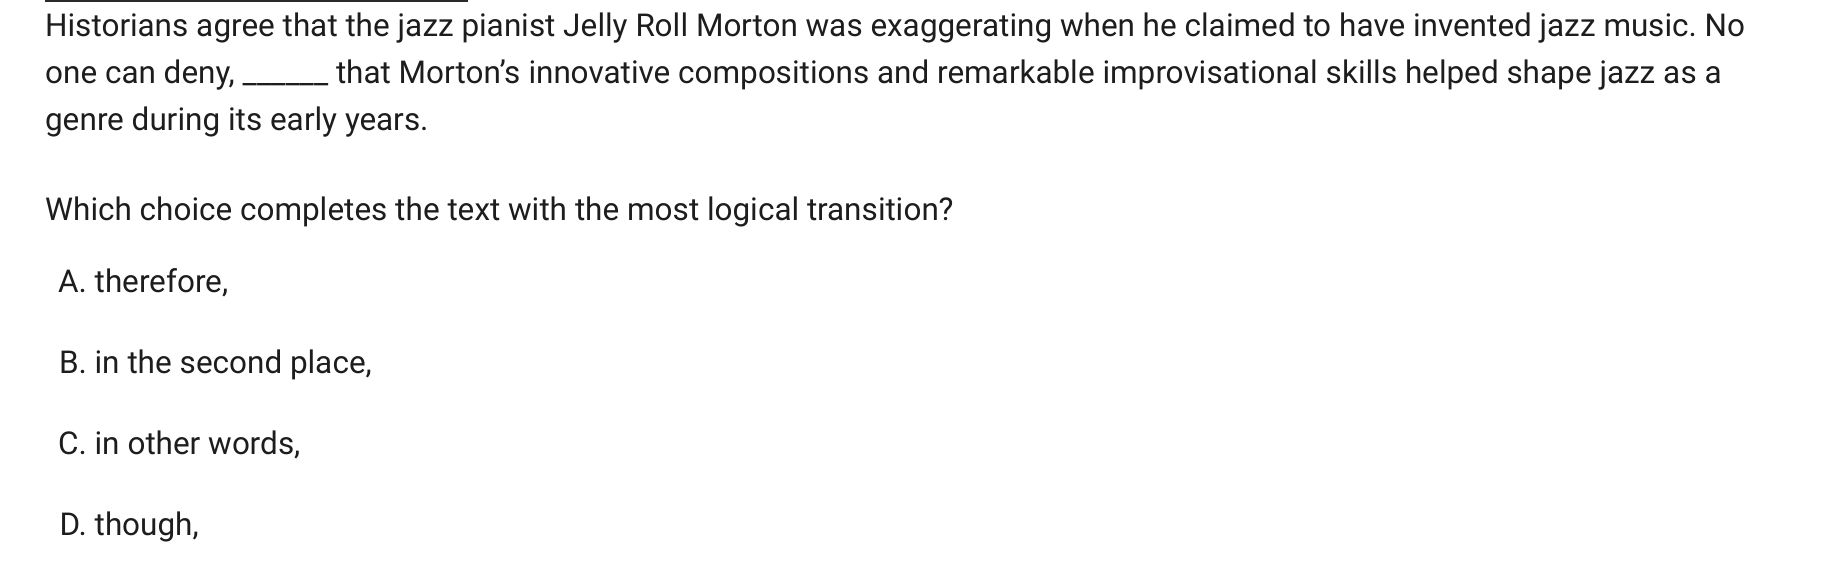 Historians agree that the jazz pianist Jelly Roll Morton was exaggerating when he claimed to have invented jazz music. No
one can deny, ______ that Morton's innovative compositions and remarkable improvisational skills helped shape jazz as a
genre during its early years.
Which choice completes the text with the most logical transition?
A. therefore,
B. in the second place,
C. in other words,
D. though,